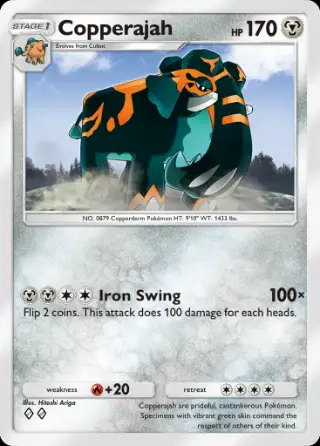 STAGE 1 Copperajah HP 170
Evolves from Cufant
NO. 0879 Copperderm Pokémon HT: 9'10" WT: 1433 lbs.
Iron Swing 100×
Flip 2 coins. This attack does 100 damage for each heads.
weakness +20 retreat
Illus. Hitoshi Ariga
Copperajah are prideful, cantankerous Pokémon.
Specimens with vibrant green skin command the
respect of others of their kind.